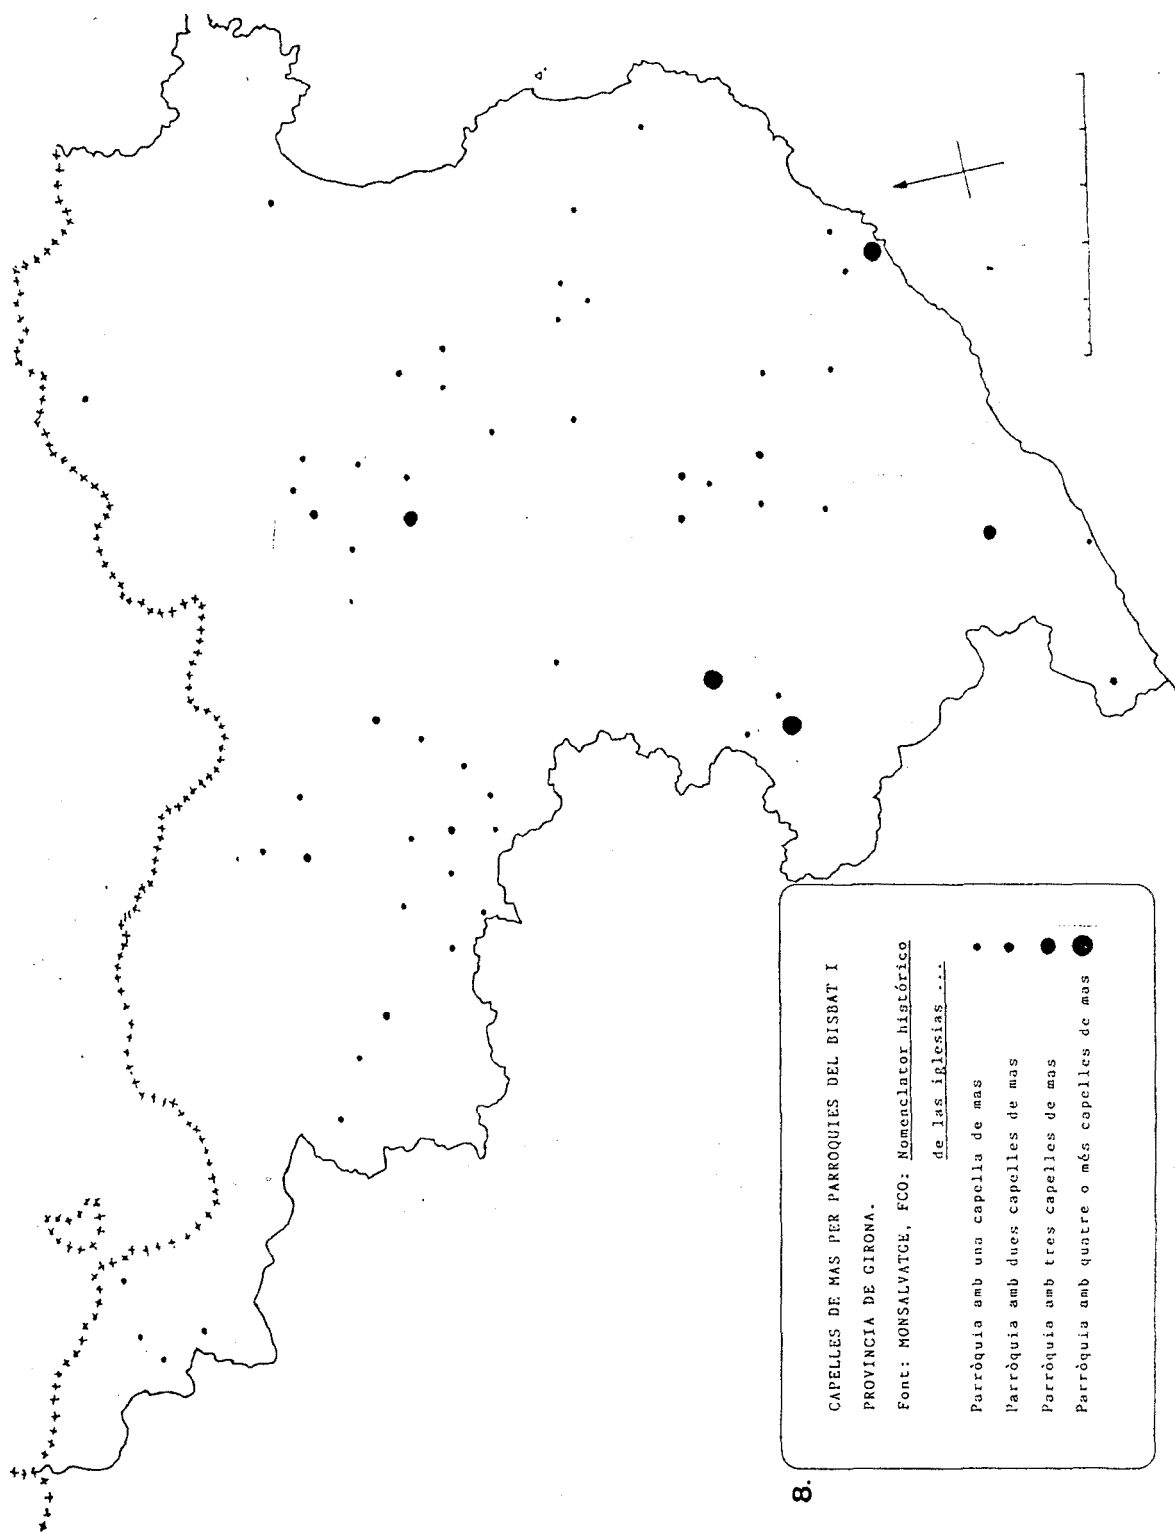 8.
CAPELLES DE MAS PER PARROQUIES DEL BISBAT I
PROVINCIA DE GIRONA.
Font: MONSALVATGE, FCO: Nomenclator histórico
de las iglesias ...
Parròquia amb una capella de mas
Parròquia amb dues capelles de mas
Parròquia amb tres capelles de mas
Parròquia amb quatre o més capelles de mas